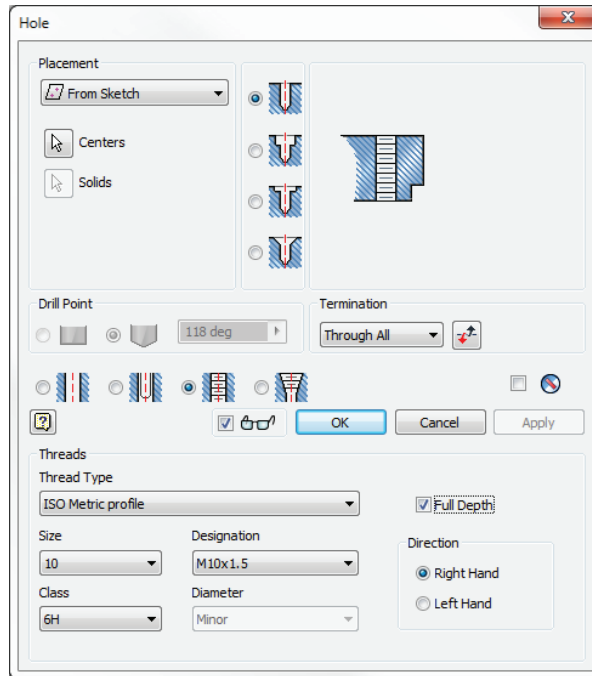 Hole
Placement
From Sketch
Centers
Solids
Drill Point
118 deg
Termination
Through All
OK
Cancel
Apply
Threads
Thread Type
ISO Metric profile
Full Depth
Size
Designation
10
M10x1.5
Direction
Right Hand
Class
Diameter
Left Hand
6H
Minor